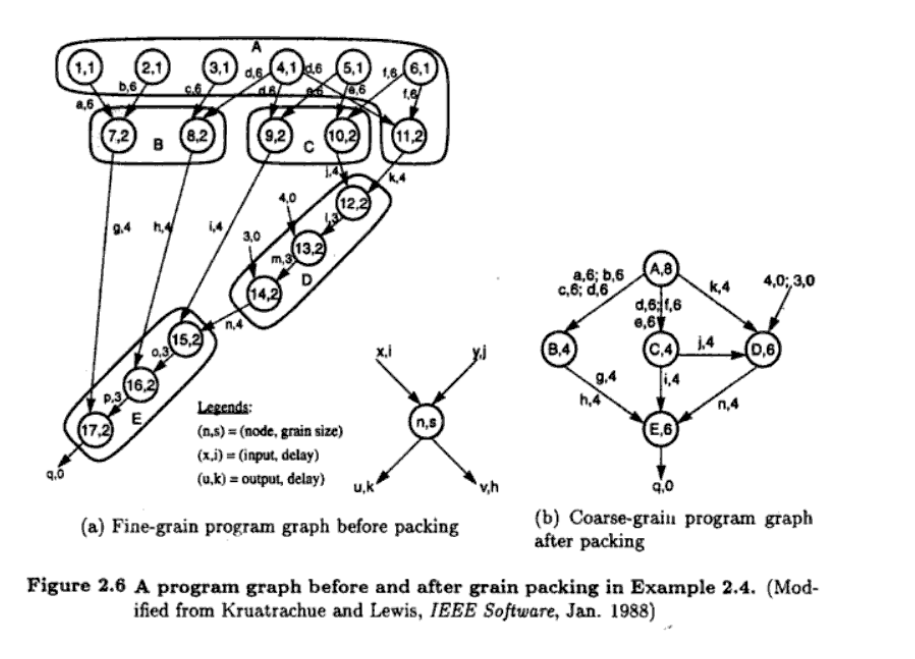 A
1,1 2,1 3,1 4,1 5,1 6,1
a,6 b,6 c,6 d,6 d,6 d,6 e,6 e,6 f,6 f,6
7,2 B 8,2 9,2 C 10,2 11,2
j,4 k,4
12,2
4,0 l,3
g,4 h,4 i,4
3,0 13,2
m,3 D
14,2
n,4
15,2
o,3
16,2
p,3 E
17,2
q,0
Legends:
(n,s) = (node, grain size)
(x,i) = (input, delay)
(u,k) = output, delay)
x,i y,j
n,s
u,k v,h
A,8
a,6; b,6
c,6; d,6
k,4 4,0; 3,0
d,6; f,6
e,6
B,4 C,4 j,4 D,6
g,4 i,4
h,4 n,4
E,6
q,0
(a) Fine-grain program graph before packing
(b) Coarse-grain program graph
after packing
Figure 2.6 A program graph before and after grain packing in Example 2.4. (Mod-
ified from Kruatrachue and Lewis, IEEE Software, Jan. 1988)